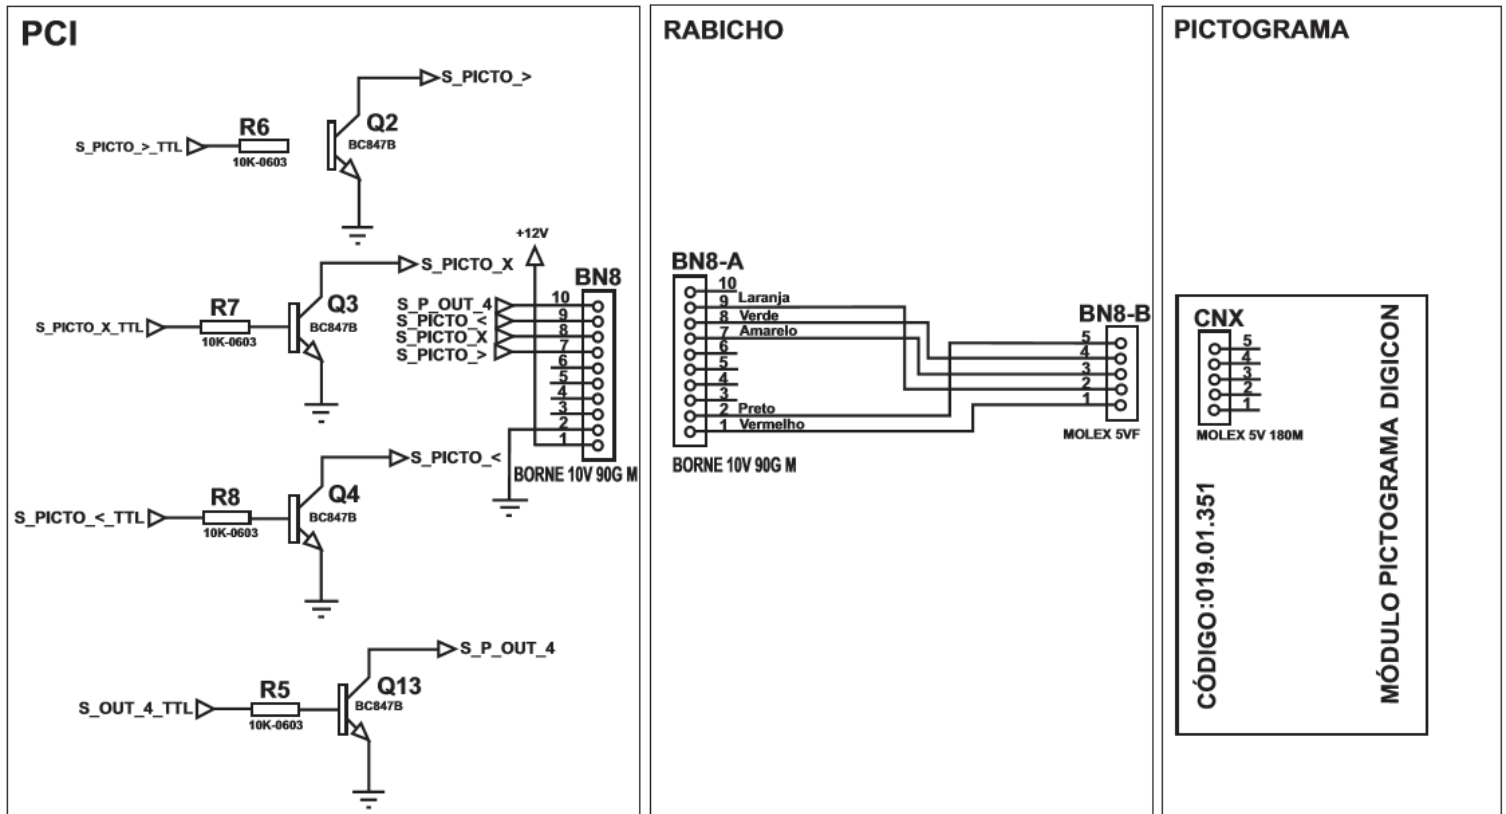 PCI
S_PICTO_>
R6
Q2
S_PICTO_>_TTL
BC847B
10K-0603
+12V
S_PICTO_X
BN8
R7
Q3
S_P_OUT_4
10
S_PICTO_<
9
S_PICTO_X_TTL
BC847B
S_PICTO_X
8
10K-0603
S_PICTO_>
7
6
5
4
3
2
1
S_PICTO_<
BORNE 10V 90G M
R8
Q4
S_PICTO_<_TTL
BC847B
10K-0603
S_P_OUT_4
R5
Q13
S_OUT_4_TTL
BC847B
10K-0603
RABICHO
BN8-A
10
9 Laranja
8 Verde
7 Amarelo
6
5
4
3
2 Preto
1 Vermelho
BORNE 10V 90G M
BN8-B
5
4
3
2
1
MOLEX 5VF
PICTOGRAMA
CNX
5
4
3
2
1
MOLEX 5V 180M
CÓDIGO:019.01.351
MÓDULO PICTOGRAMA DIGICON